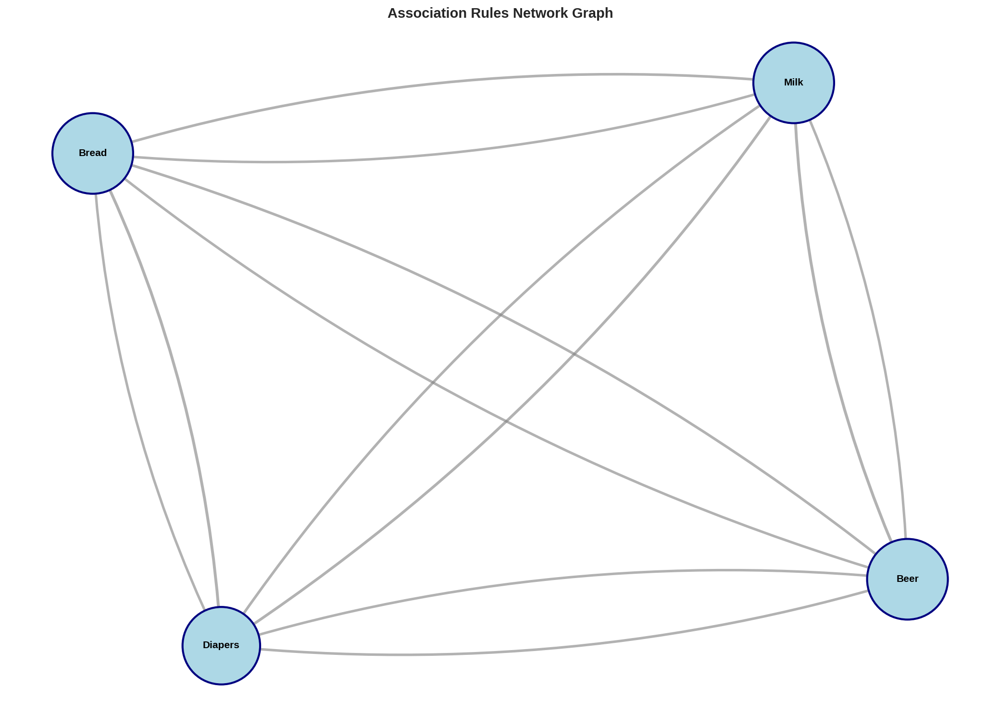 Association Rules Network Graph
Milk
Bread
Beer
Diapers